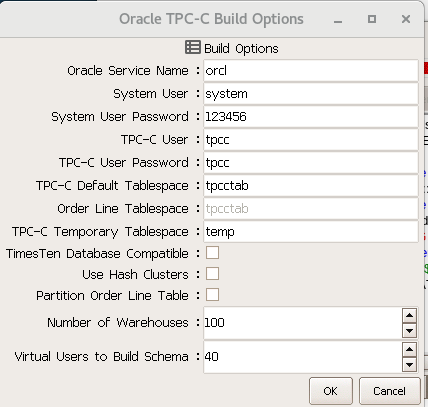 Oracle TPC-C Build Options
Build Options
Oracle Service Name : orcl
System User : system
System User Password : 123456
TPC-C User : tpcc
TPC-C User Password : tpcc
TPC-C Default Tablespace : tpcctab
Order Line Tablespace : tpcctab
TPC-C Temporary Tablespace : temp
TimesTen Database Compatible :
Use Hash Clusters :
Partition Order Line Table :
Number of Warehouses : 100
Virtual Users to Build Schema : 40
OK Cancel